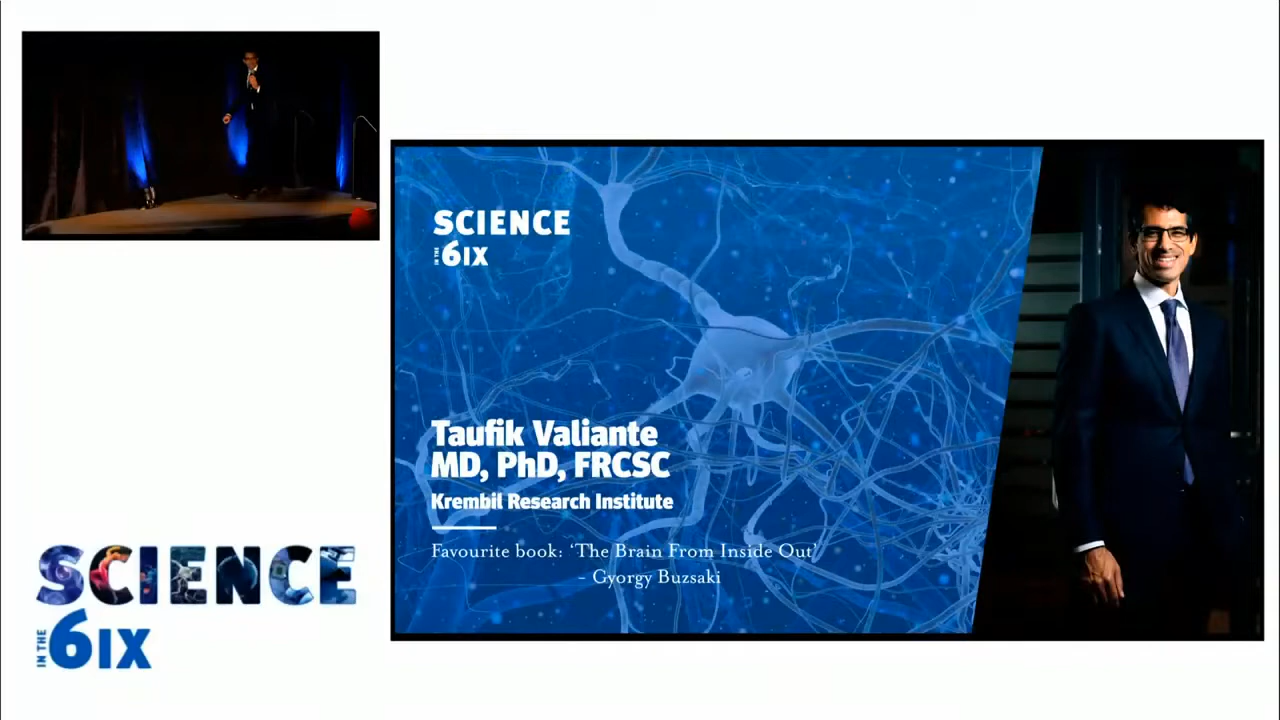 SCIENCE
IN THE 6IX
Taufik Valiante
MD, PhD, FRCSC
Krembil Research Institute
Favourite book: ‘The Brain From Inside Out’
– Gyorgy Buzsaki
SCIENCE
IN THE 6IX